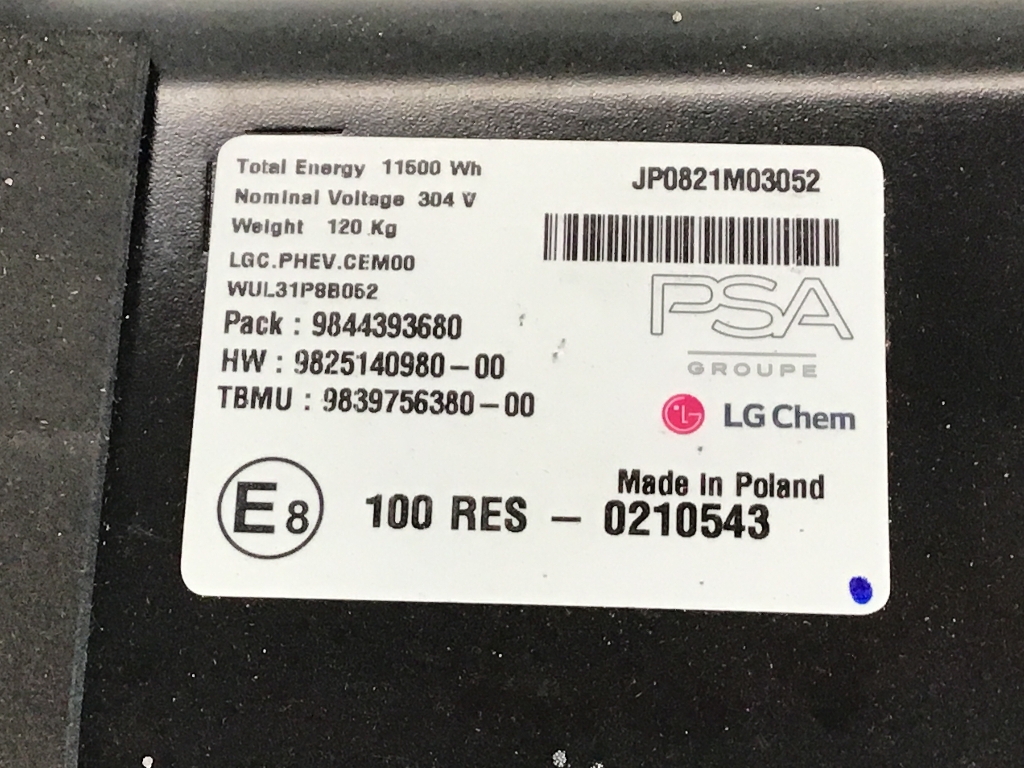 Total Energy 11500 Wh
Nominal Voltage 304 V
Weight 120 Kg
LGC.PHEV.CEM00
WUL31P8B052
Pack : 9844393680
HW : 9825140980-00
TBMU : 9839756380-00
JP0821M03052
PSA
GROUPE
LG LG Chem
Made in Poland
E8 100 RES - 0210543